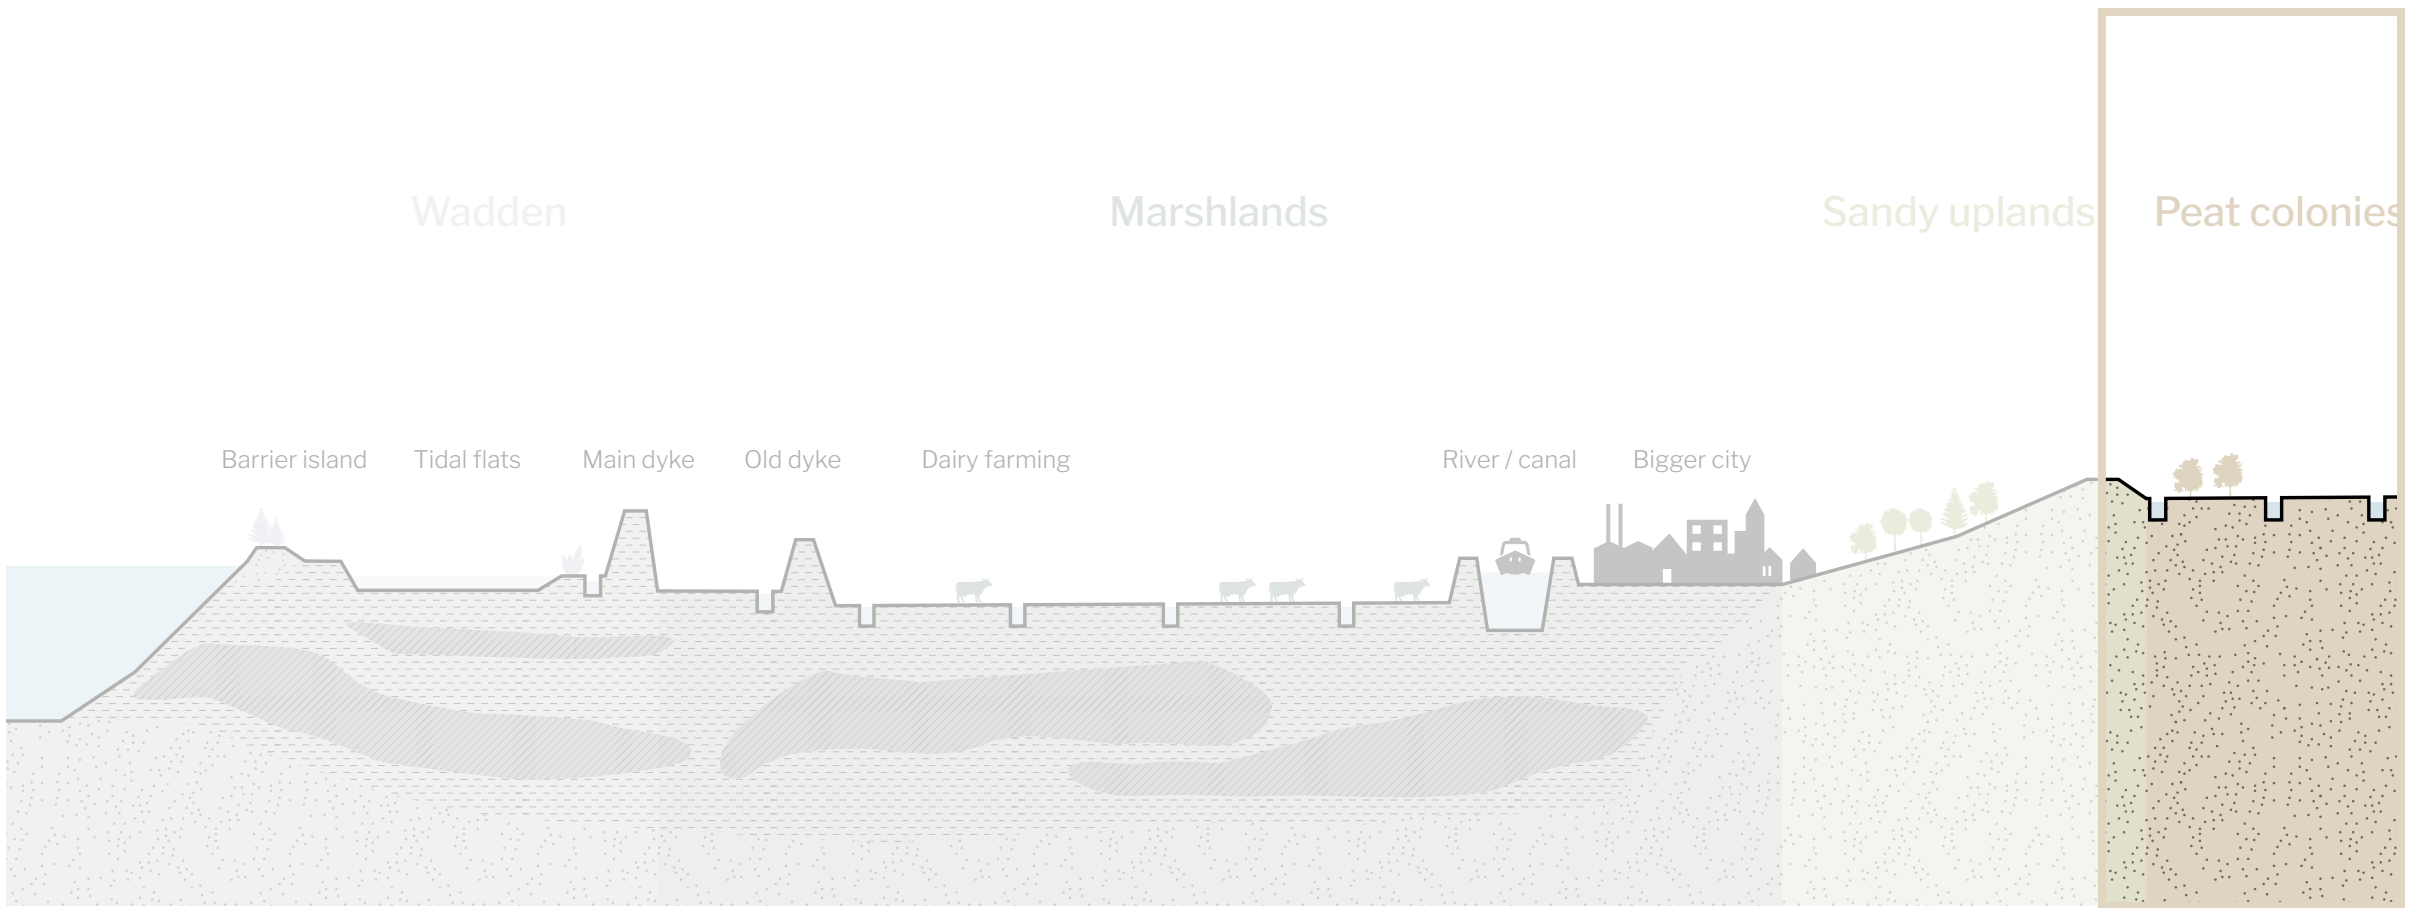 Wadden
Marshlands
Sandy uplands
Peat colonies
Barrier island
Tidal flats
Main dyke
Old dyke
Dairy farming
River / canal
Bigger city